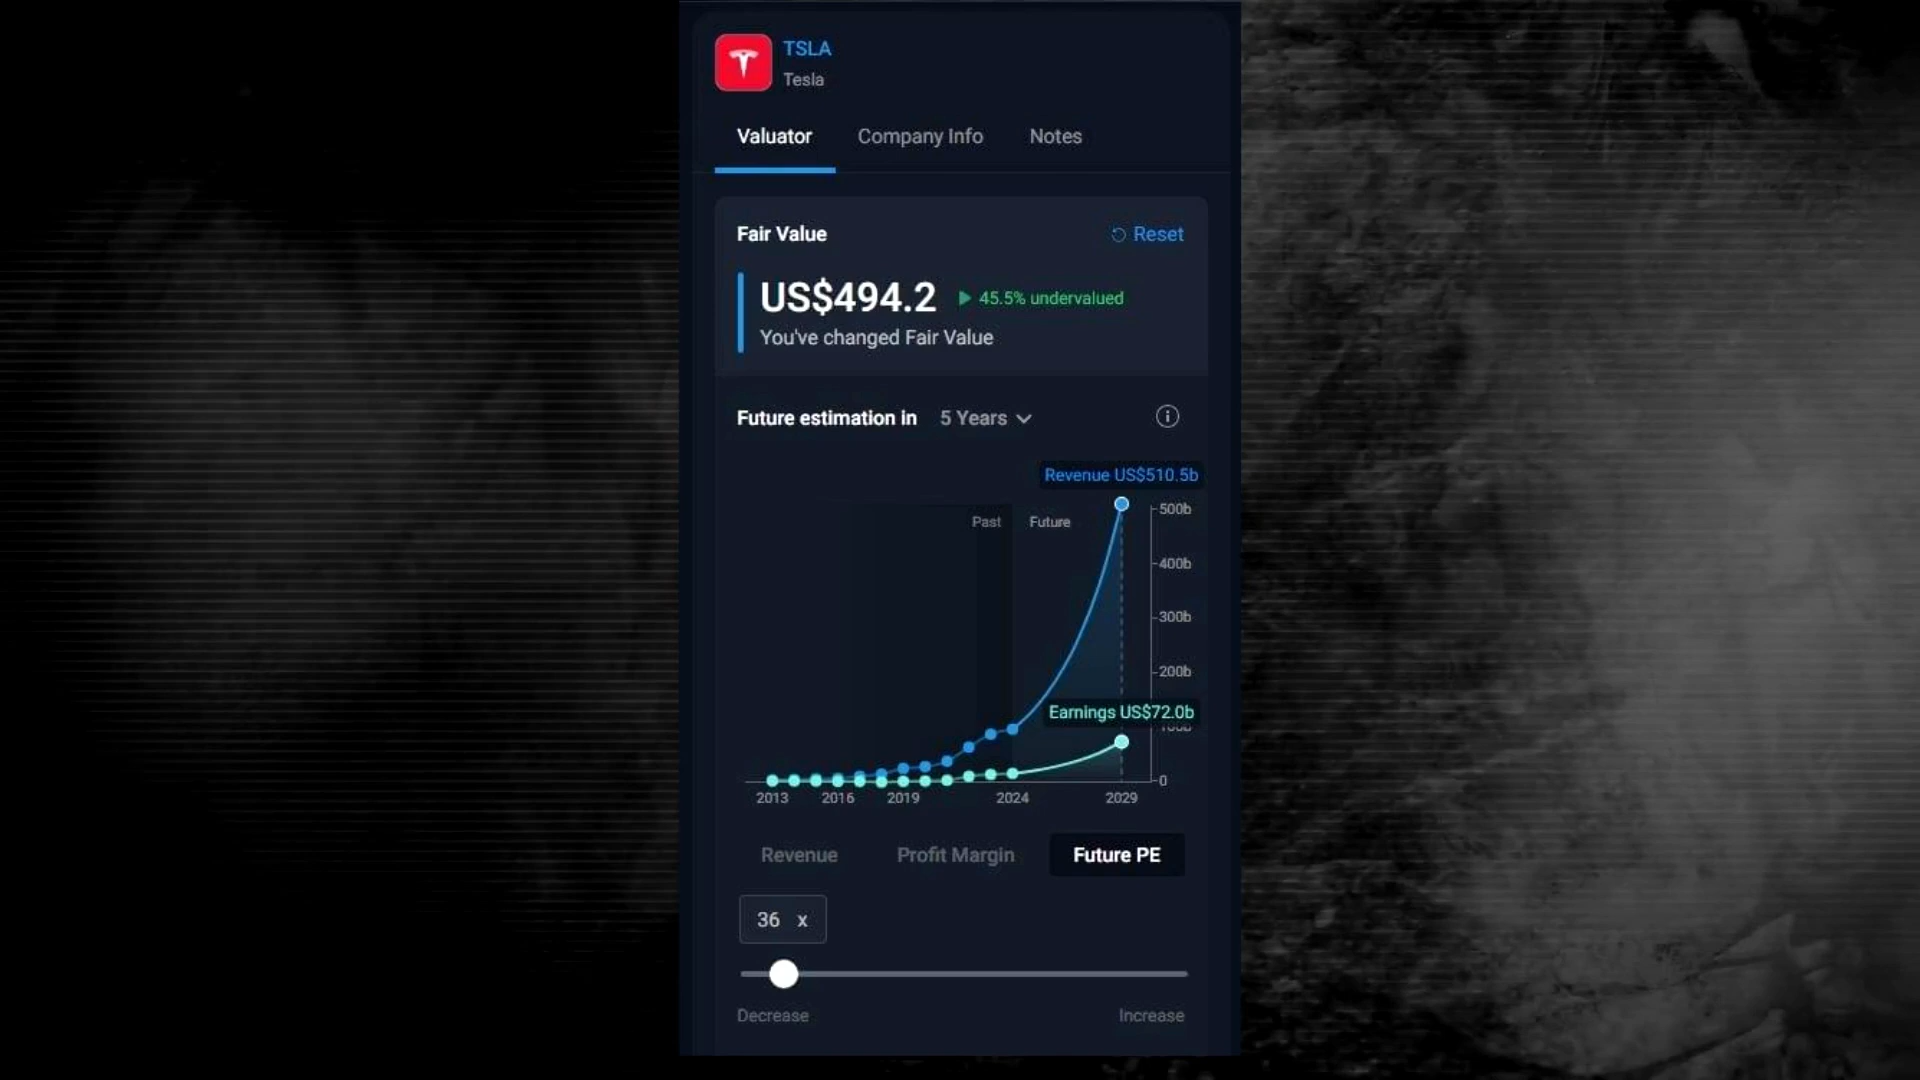 TSLA
Tesla
Valuator Company Info Notes
Fair Value Reset
US$494.2 45.5% undervalued
You've changed Fair Value
Future estimation in 5 Years
Revenue US$510.5b
500b
Past Future
400b
300b
200b
Earnings US$72.0b
100b
0
2013 2016 2019 2024 2029
Revenue Profit Margin Future PE
36 x
Decrease Increase